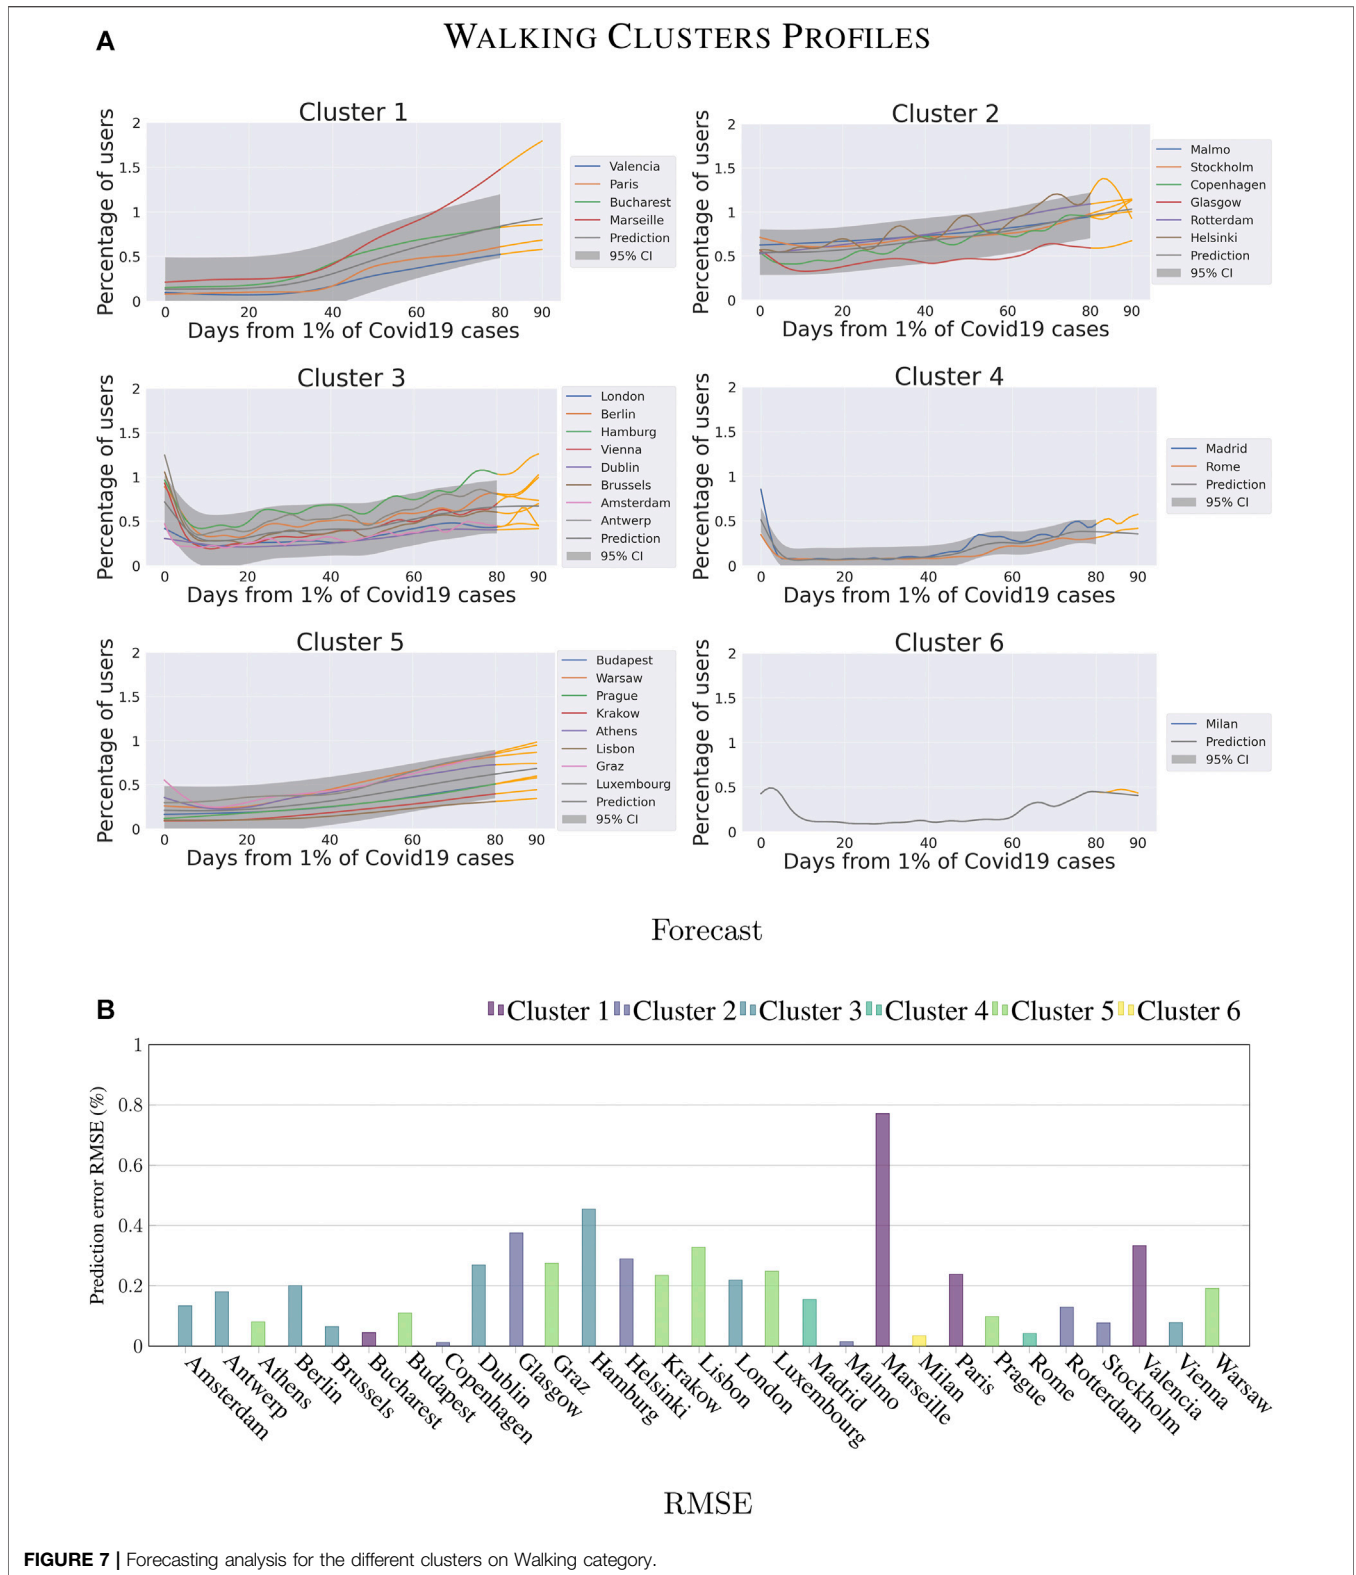 A
WALKING CLUSTERS PROFILES
Cluster 1
Percentage of users
2
1.5
1
0.5
0
0 20 40 60 80 90
Days from 1% of Covid19 cases
Valencia
Paris
Bucharest
Marseille
Prediction
95% CI
Cluster 2
Percentage of users
2
1.5
1
0.5
0
0 20 40 60 80 90
Days from 1% of Covid19 cases
Malmo
Stockholm
Copenhagen
Glasgow
Rotterdam
Helsinki
Prediction
95% CI
Cluster 3
Percentage of users
2
1.5
1
0.5
0
0 20 40 60 80 90
Days from 1% of Covid19 cases
London
Berlin
Hamburg
Vienna
Dublin
Brussels
Amsterdam
Antwerp
Prediction
95% CI
Cluster 4
Percentage of users
2
1.5
1
0.5
0
0 20 40 60 80 90
Days from 1% of Covid19 cases
Madrid
Rome
Prediction
95% CI
Cluster 5
Percentage of users
2
1.5
1
0.5
0
0 20 40 60 80 90
Days from 1% of Covid19 cases
Budapest
Warsaw
Prague
Krakow
Athens
Lisbon
Graz
Luxembourg
Prediction
95% CI
Cluster 6
Percentage of users
2
1.5
1
0.5
0
0 20 40 60 80 90
Days from 1% of Covid19 cases
Milan
Prediction
95% CI
Forecast
B
Cluster 1 Cluster 2 Cluster 3 Cluster 4 Cluster 5 Cluster 6
Prediction error RMSE (%)
1
0.8
0.6
0.4
0.2
0
Amsterdam
Antwerp
Athens
Berlin
Brussels
Bucharest
Budapest
Copenhagen
Dublin
Glasgow
Graz
Hamburg
Helsinki
Krakow
Lisbon
London
Luxembourg
Madrid
Malmo
Marseille
Milan
Paris
Prague
Rome
Rotterdam
Stockholm
Valencia
Vienna
Warsaw
RMSE
FIGURE 7 | Forecasting analysis for the different clusters on Walking category.